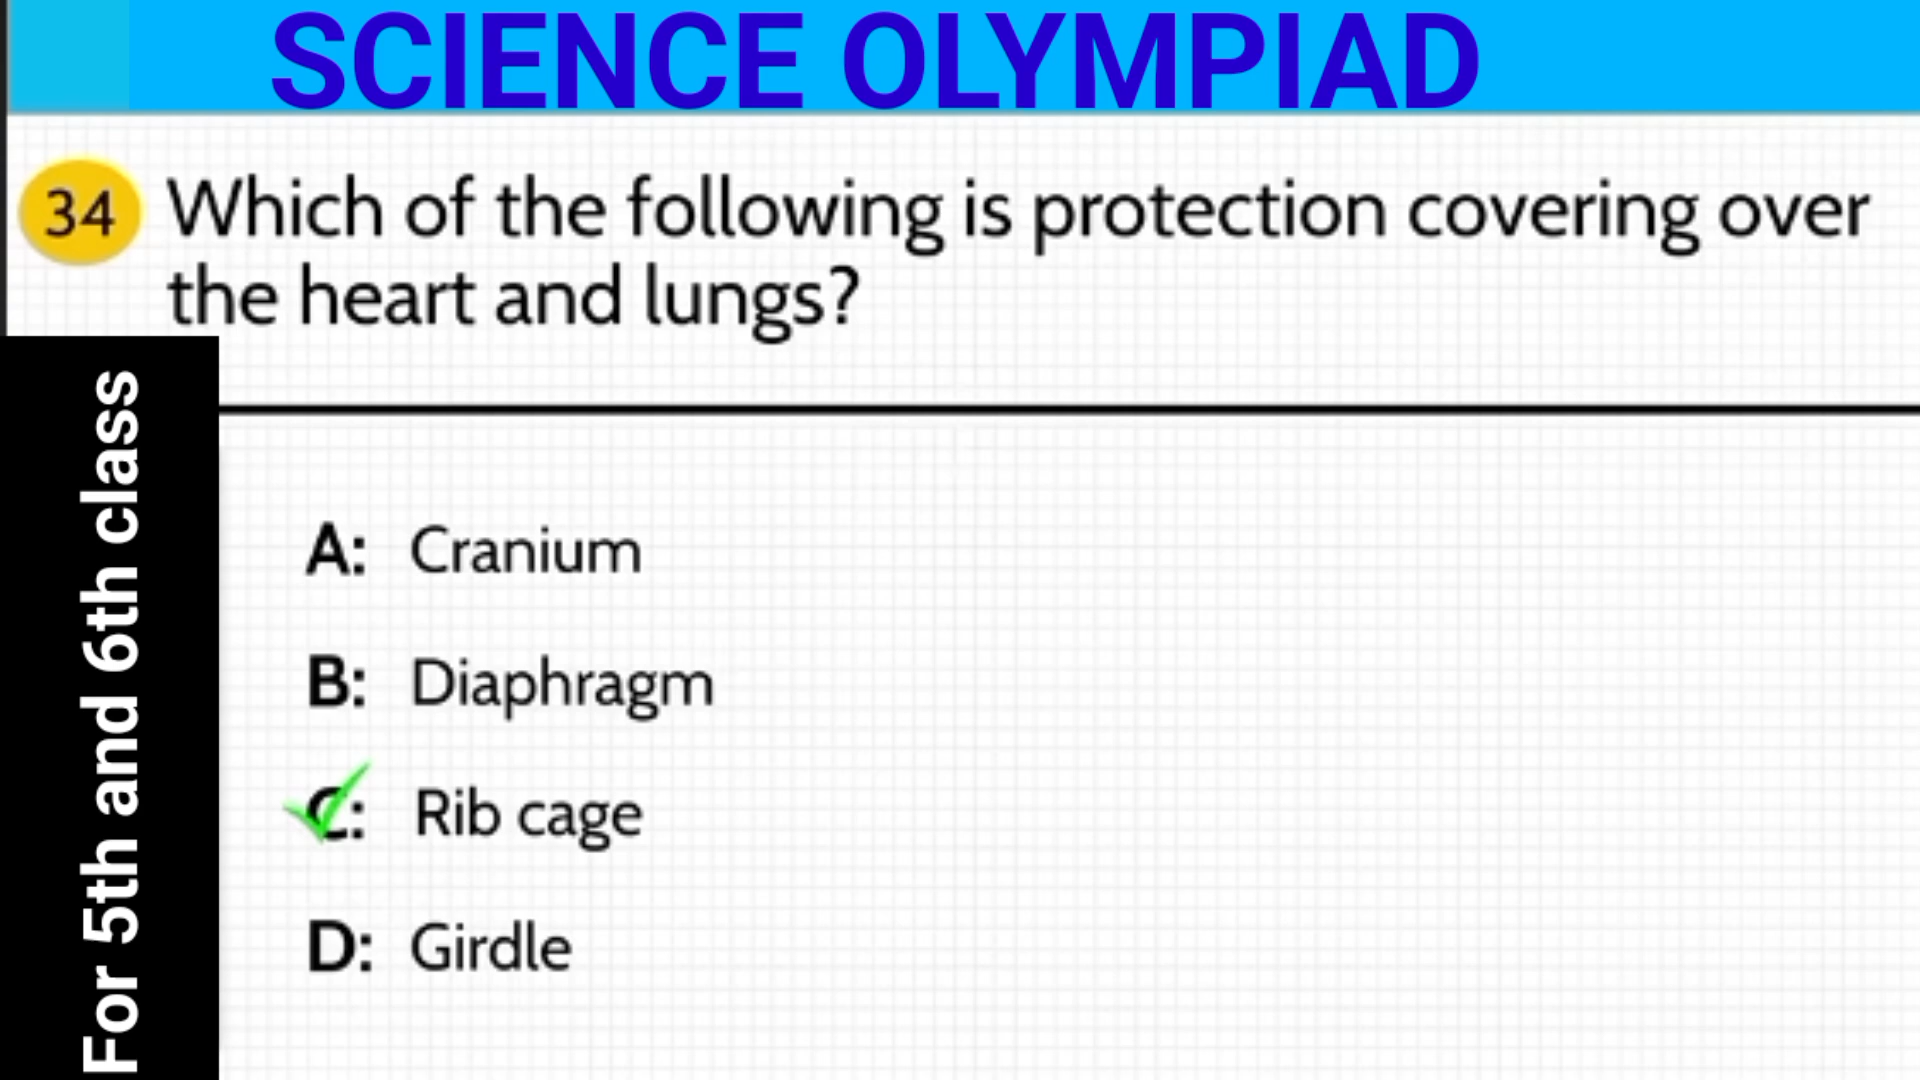 SCIENCE OLYMPIAD
34 Which of the following is protection covering over
the heart and lungs?
For 5th and 6th class
A: Cranium
B: Diaphragm
C: Rib cage
D: Girdle